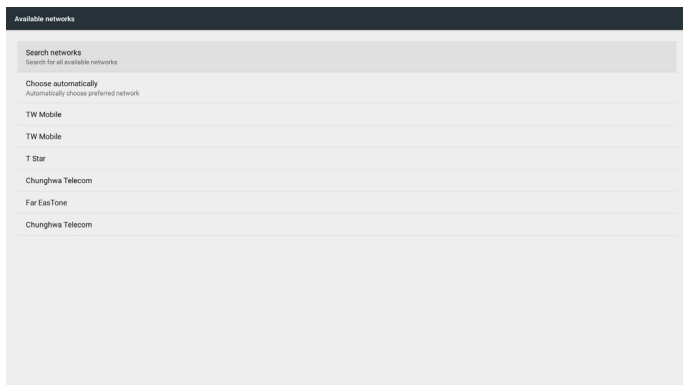 Available networks
Search networks
Search for all available networks
Choose automatically
Automatically choose preferred network
TW Mobile
TW Mobile
T Star
Chunghwa Telecom
Far EasTone
Chunghwa Telecom